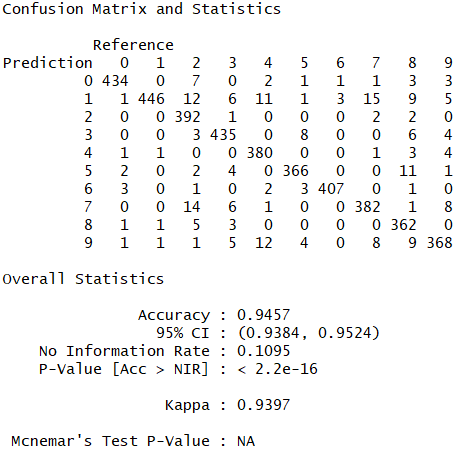 Confusion Matrix and Statistics
Reference
Prediction 0 1 2 3 4 5 6 7 8 9
0 434 0 7 0 2 1 1 1 3 3
1 1 446 12 6 11 1 3 15 9 5
2 0 0 392 1 0 0 0 2 2 0
3 0 0 3 435 0 8 0 0 6 4
4 1 1 0 0 380 0 0 1 3 4
5 2 0 2 4 0 366 0 0 11 1
6 3 0 1 0 2 3 407 0 1 0
7 0 0 14 6 1 0 0 382 1 8
8 1 1 5 3 0 0 0 0 362 0
9 1 1 1 5 12 4 0 8 9 368
Overall Statistics
Accuracy : 0.9457
95% CI : (0.9384, 0.9524)
No Information Rate : 0.1095
P-Value [Acc > NIR] : < 2.2e-16
Kappa : 0.9397
Mcnemar's Test P-Value : NA